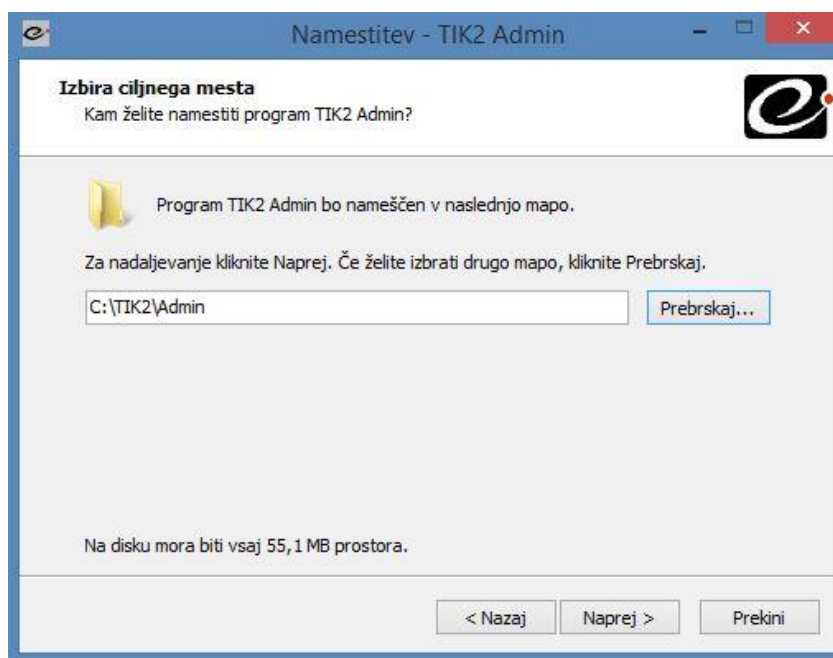 Namestitev - TIK2 Admin
Izbira ciljnega mesta
Kam želite namestiti program TIK2 Admin?
Program TIK2 Admin bo nameščen v naslednjo mapo.
Za nadaljevanje kliknite Naprej. Če želite izbrati drugo mapo, kliknite Prebrskaj.
C:\TIK2\Admin
Prebrskaj...
Na disku mora biti vsaj 55,1 MB prostora.
< Nazaj
Naprej >
Prekini